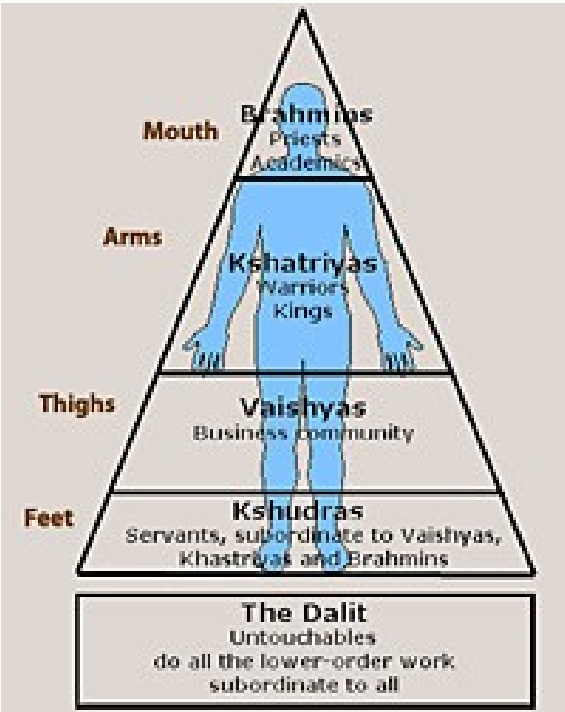 Brahmins
Mouth
Priests
Academics
Arms
Kshatriyas
Warriors
Kings
Thighs
Vaishyas
Business community
Feet
Kshudras
Servants, subordinate to Vaishyas,
Khastriyas and Brahmins
The Dalit
Untouchables
do all the lower-order work
subordinate to all